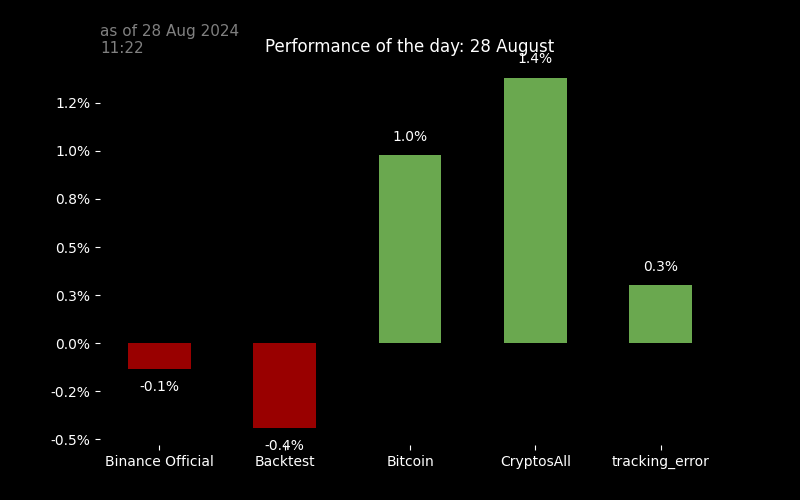 as of 28 Aug 2024
11:22
Performance of the day: 28 August
1.4%
1.2%
1.0%
1.0%
0.8%
0.5%
0.3%
0.3%
0.0%
-0.1%
-0.2%
-0.4%
-0.5%
Binance Official
Backtest
Bitcoin
CryptosAll
tracking_error